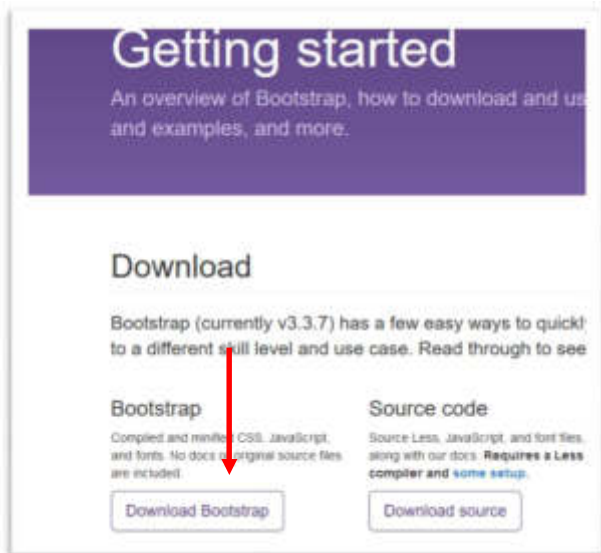 Getting started
An overview of Bootstrap, how to download and us
and examples, and more.
Download
Bootstrap (currently v3.3.7) has a few easy ways to quickl
to a different skill level and use case. Read through to see
Bootstrap
Compiled and minified CSS, JavaScript,
and fonts. No docs or original source files
are included.
Download Bootstrap
Source code
Source Less, JavaScript, and font files,
along with our docs. Requires a Less
compiler and some setup.
Download source